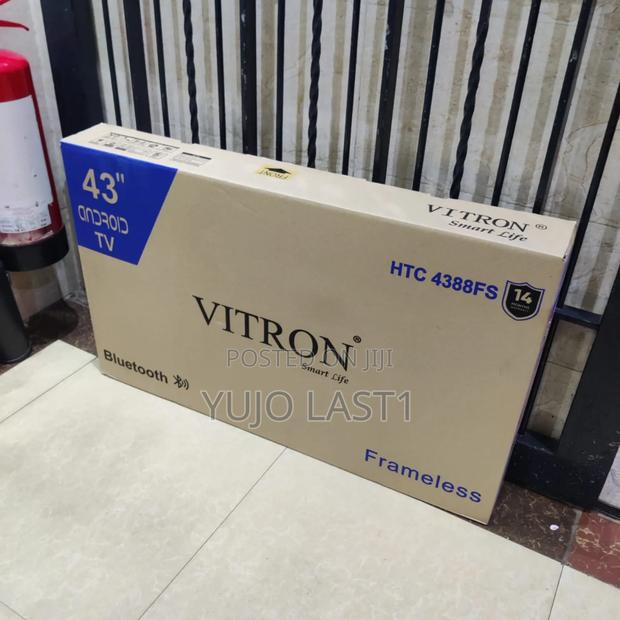 43"
ANDROID
TV
FRONT
VITRON ®
Smart Life
HTC 4388FS
14
VITRON®
Smart Life
POSTED ON JIJI
Bluetooth
YUJO LAST1
Frameless